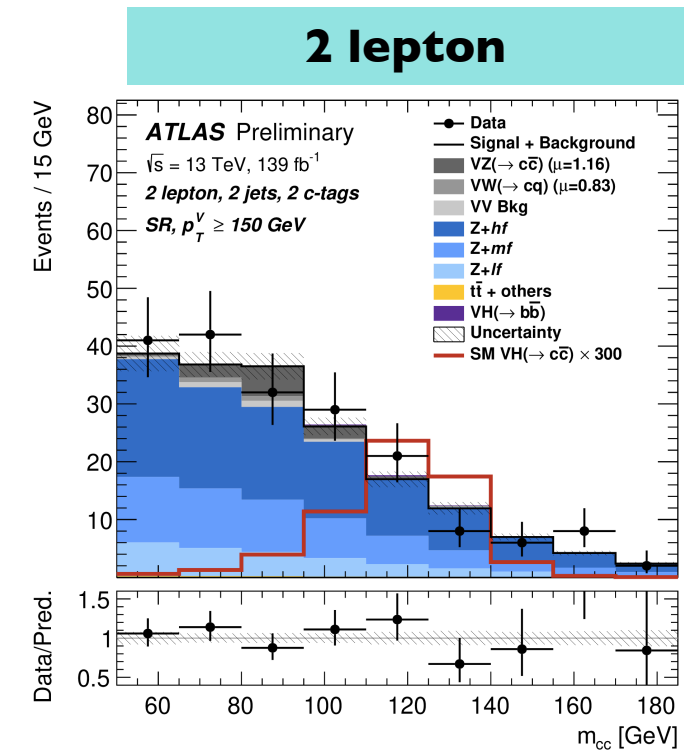 2 lepton
ATLAS Preliminary
√s = 13 TeV, 139 fb⁻¹
2 lepton, 2 jets, 2 c-tags
SR, p_T^V ≥ 150 GeV
Data
Signal + Background
VZ(→ cc̅) (μ=1.16)
VW(→ cq) (μ=0.83)
VV Bkg
Z+hf
Z+mf
Z+lf
tt̅ + others
VH(→ bb̅)
Uncertainty
SM VH(→ cc̅) × 300
Events / 15 GeV
80
70
60
50
40
30
20
10
Data/Pred.
1.5
1
0.5
60 80 100 120 140 160 180
m_cc [GeV]